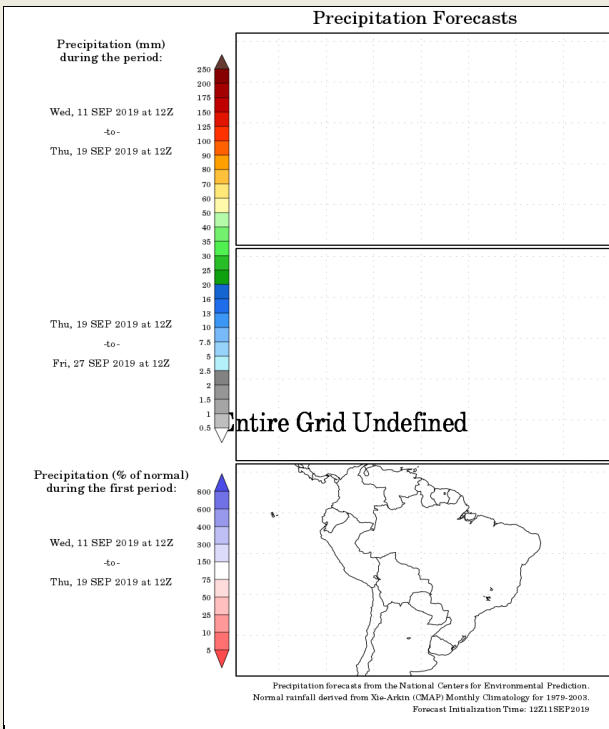 Precipitation Forecasts
Precipitation (mm)
during the period:
Wed, 11 SEP 2019 at 12Z
-to-
Thu, 19 SEP 2019 at 12Z
250
200
175
150
125
100
90
80
70
60
50
40
35
30
25
20
16
13
10
7.5
5
2.5
2
1.5
1
0.5
Thu, 19 SEP 2019 at 12Z
-to-
Fri, 27 SEP 2019 at 12Z
Entire Grid Undefined
Precipitation (% of normal)
during the first period:
Wed, 11 SEP 2019 at 12Z
-to-
Thu, 19 SEP 2019 at 12Z
800
600
400
300
150
75
50
25
10
5
Precipitation forecasts from the National Centers for Environmental Prediction.
Normal rainfall derived from Xie-Arkin (CMAP) Monthly Climatology for 1979-2003.
Forecast Initialization Time: 12Z11SEP2019